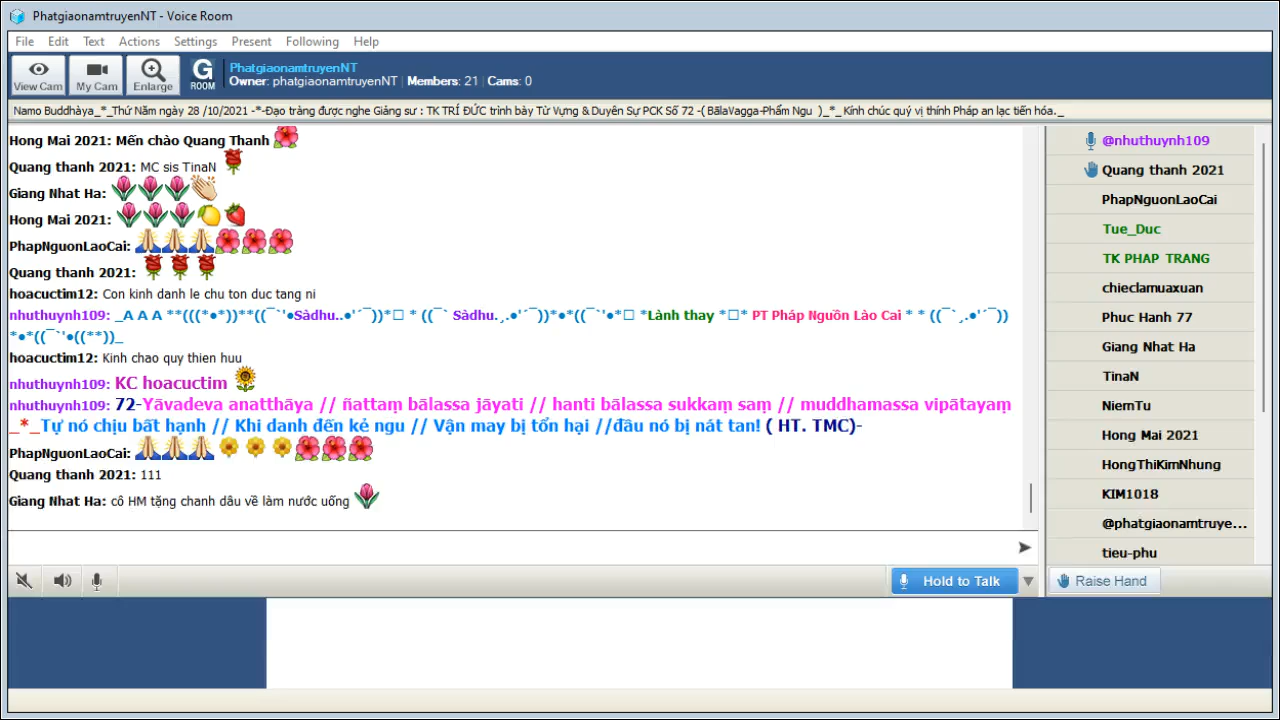 PhatgiaonamtruyenNT - Voice Room
File Edit Text Actions Settings Present Following Help
View Cam My Cam Enlarge G ROOM
PhatgiaonamtruyenNT
Owner: phatgiaonamtruyenNT | Members: 21 | Cams: 0
Namo Buddhàya_*_Thứ Năm ngày 28 /10/2021 -*-Đạo tràng được nghe Giảng sư : TK TRÍ ĐỨC trình bày Từ Vựng & Duyên Sự PCK Số 72 -( BālaVagga-Phẩm Ngu )_*_ Kính chúc quý vị thính Pháp an lạc tiến hóa._
Hong Mai 2021: Mến chào Quang Thanh
Quang thanh 2021: MC sis TinaN
Giang Nhat Ha:
Hong Mai 2021:
PhapNguonLaoCai:
Quang thanh 2021:
hoacuctim12: Con kinh danh le chu ton duc tang ni
nhuthuynh109: _A A A **(((*●*))**((¯`'●Sàdhu..●'´¯))*□ * ((¯` Sàdhu.¸.●'´¯))*●*((¯`'●*□ *Lành thay *□* PT Pháp Nguồn Lào Cai * * ((¯`¸.●'´¯))
*●*((¯`'●((**))_
hoacuctim12: Kinh chao quy thien huu
nhuthuynh109: KC hoacuctim
nhuthuynh109: 72-Yāvadeva anatthāya // ñattaṃ bālassa jāyati // hanti bālassa sukkaṃ saṃ // muddhamassa vipātayaṃ
_*_Tự nó chịu bất hạnh // Khi danh đến kẻ ngu // Vận may bị tổn hại //đầu nó bị nát tan! ( HT. TMC)-
PhapNguonLaoCai:
Quang thanh 2021: 111
Giang Nhat Ha: cô HM tặng chanh dâu về làm nước uống
@nhuthuynh109
Quang thanh 2021
PhapNguonLaoCai
Tue_Duc
TK PHAP TRANG
chieclamuaxuan
Phuc Hanh 77
Giang Nhat Ha
TinaN
NiemTu
Hong Mai 2021
HongThiKimNhung
KIM1018
@phatgiaonamtruye...
tieu-phu
Hold to Talk
Raise Hand